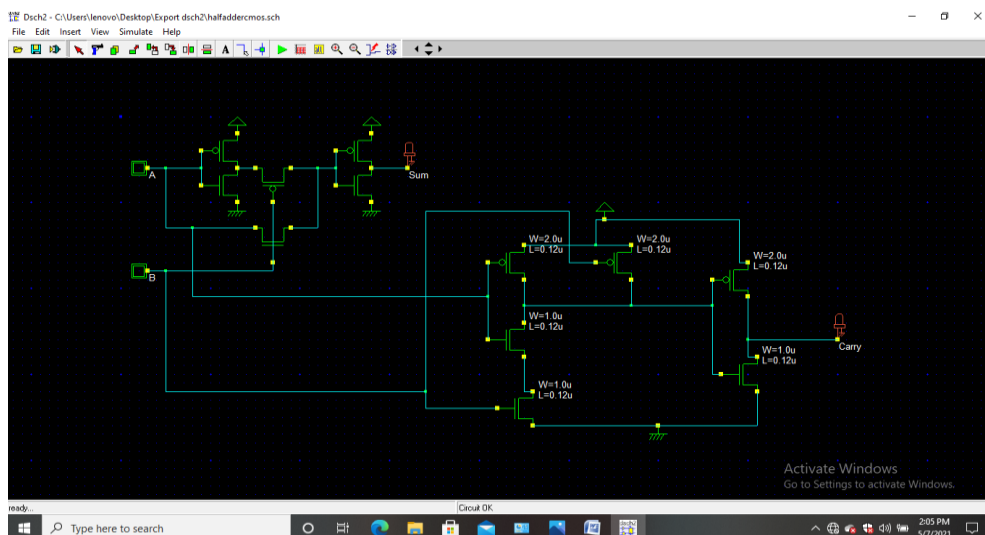 Dsch2 - C:\Users\lenovo\Desktop\Export dsch2\halfaddercmos.sch
File Edit Insert View Simulate Help
A
Sum
B
W=2.0u
L=0.12u
W=2.0u
L=0.12u
W=2.0u
L=0.12u
W=1.0u
L=0.12u
Carry
W=1.0u
L=0.12u
W=1.0u
L=0.12u
Activate Windows
Go to Settings to activate Windows.
ready...
Circuit OK
Type here to search
2:05 PM
5/7/2021